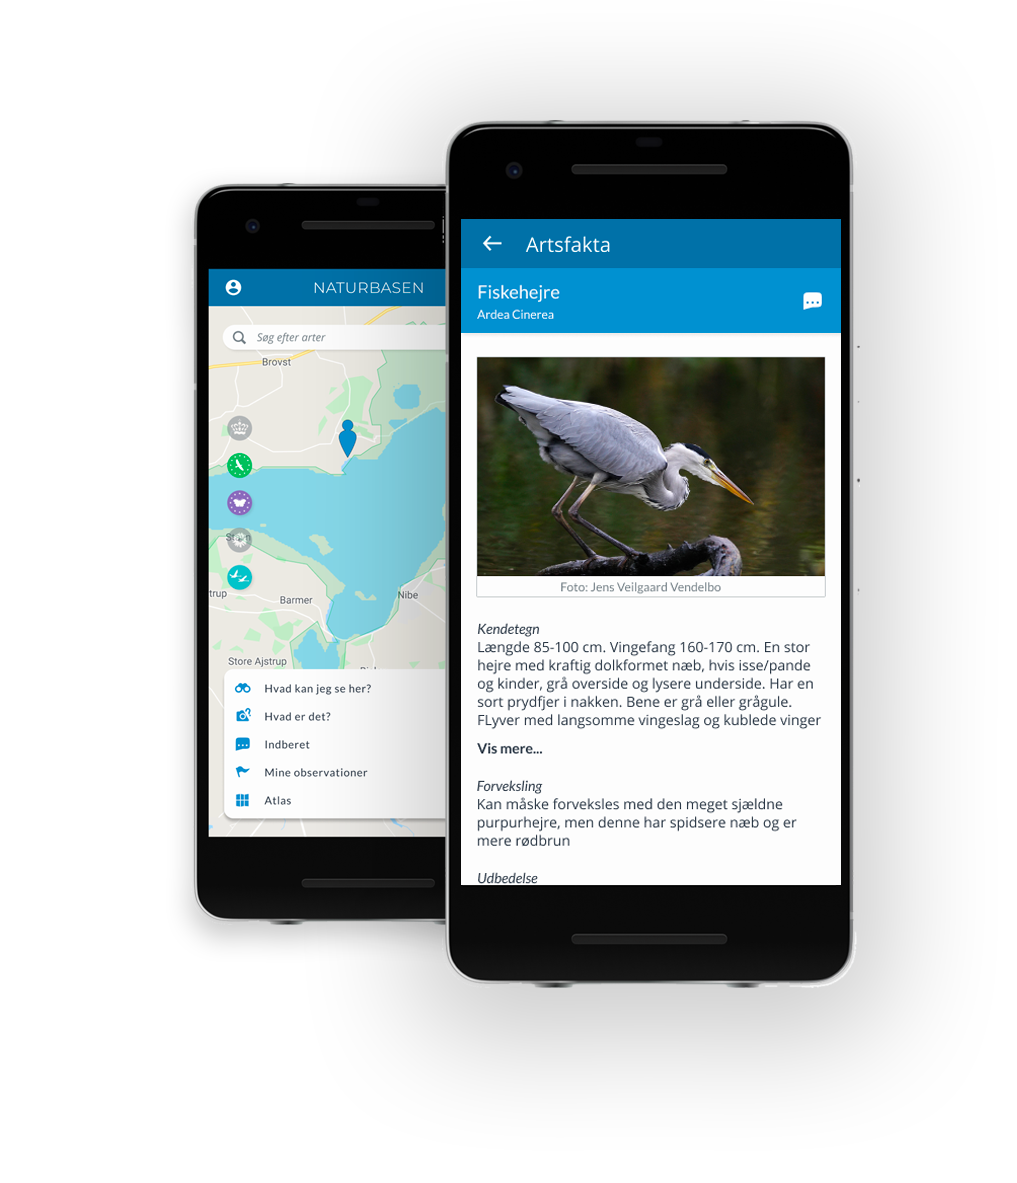 NATURBASEN
Søg efter arter
Brovst
Barmer
Nibe
Store Ajstrup
Hvad kan jeg se her?
Hvad er det?
Indberet
Mine observationer
Atlas
Artsfakta
Fiskehejre
Ardea Cinerea
Foto: Jens Veilgaard Vendelbo
Kendetegn
Længde 85-100 cm. Vingefang 160-170 cm. En stor
hejre med kraftig dolkformet næb, hvis isse/pande
og kinder, grå overside og lysere underside. Har en
sort prydfjer i nakken. Bene er grå eller grågule.
FLyver med langsomme vingeslag og kublede vinger
Vis mere...
Forveksling
Kan måske forveksles med den meget sjældne
purpurhejre, men denne har spidsere næb og er
mere rødbrun
Udbedelse